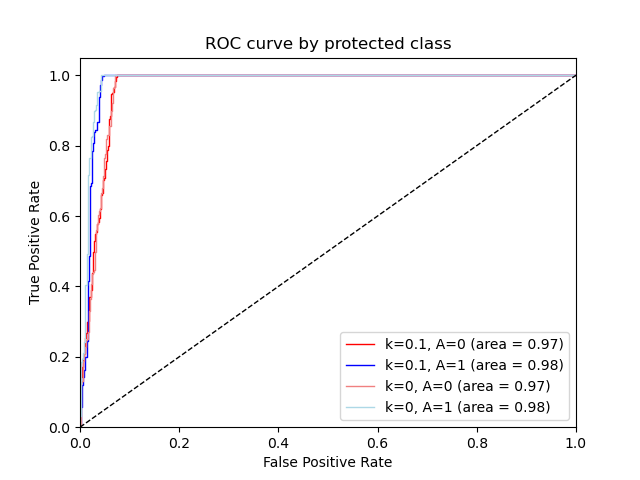 ROC curve by protected class
1.0
0.8
0.6
0.4
0.2
0.0
True Positive Rate
k=0.1, A=0 (area = 0.97)
k=0.1, A=1 (area = 0.98)
k=0, A=0 (area = 0.97)
k=0, A=1 (area = 0.98)
0.0 0.2 0.4 0.6 0.8 1.0
False Positive Rate